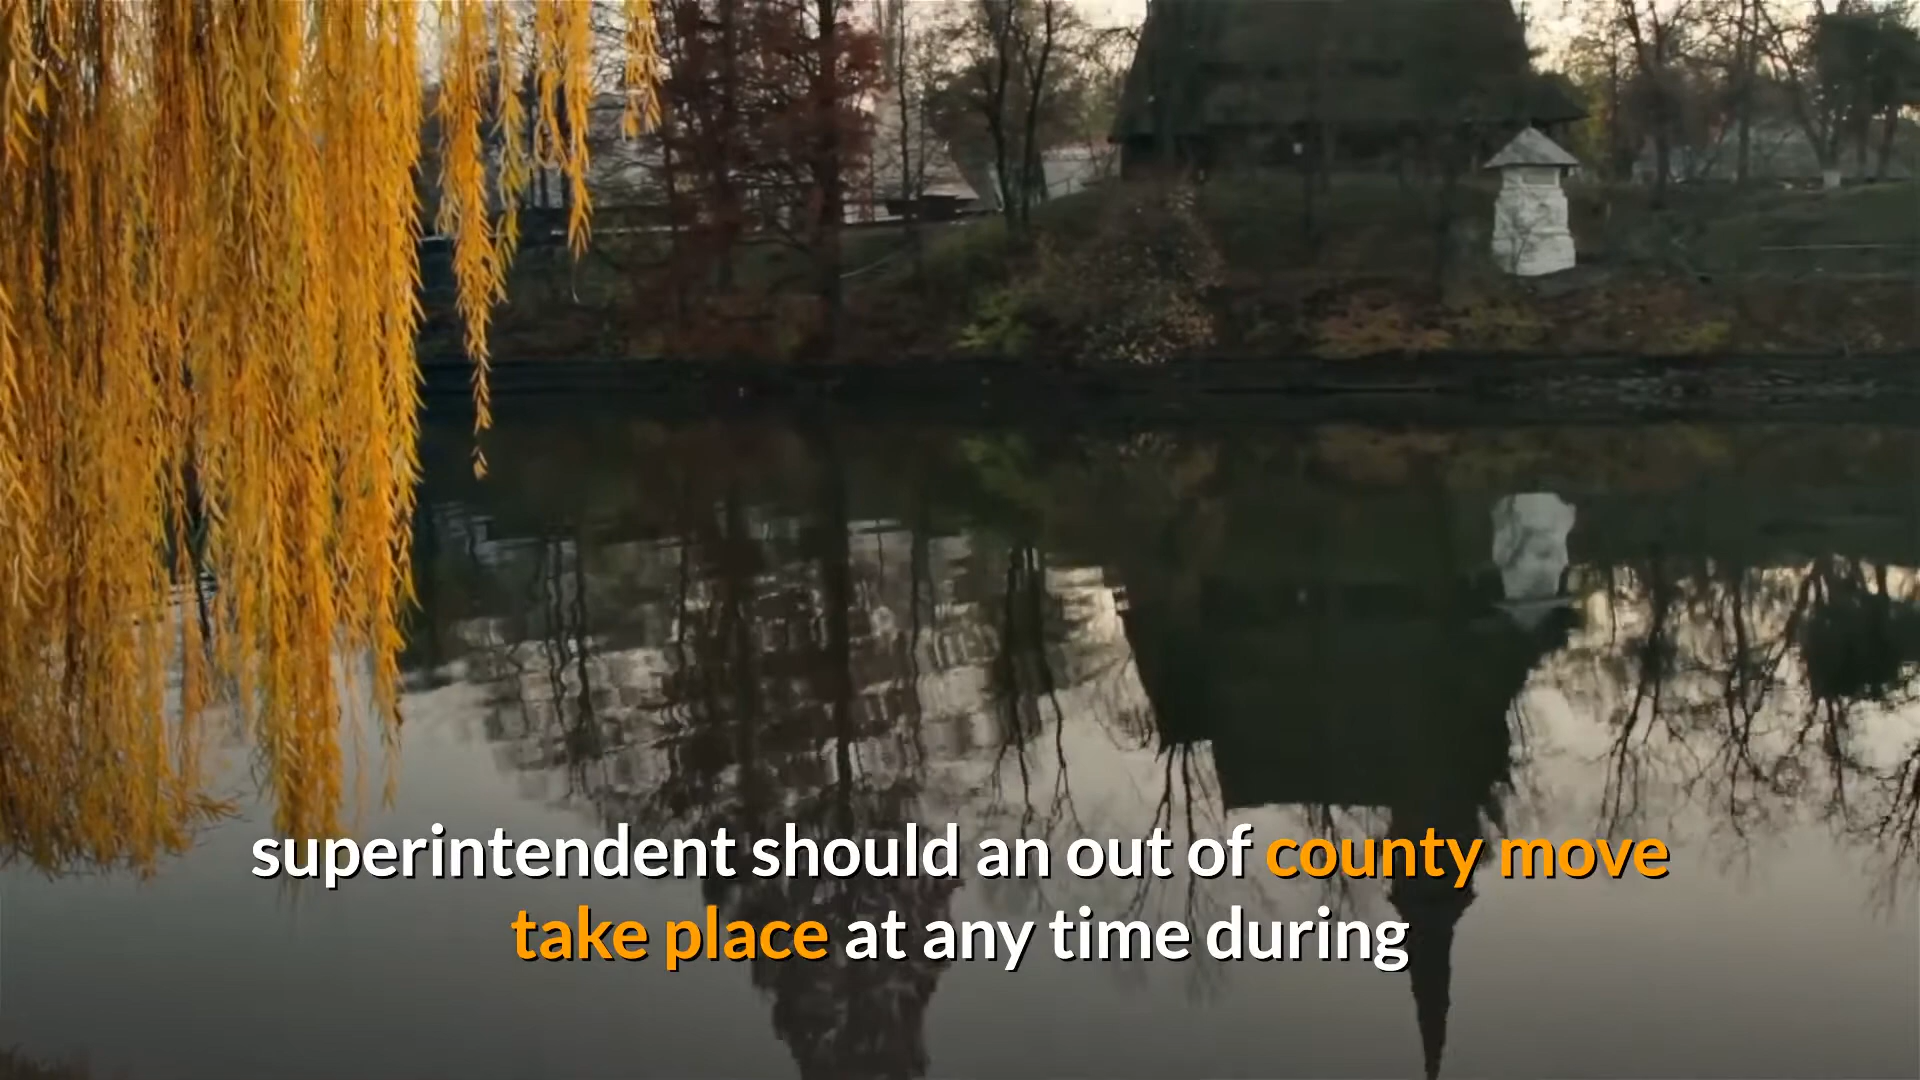 superintendent should an out of county move
take place at any time during